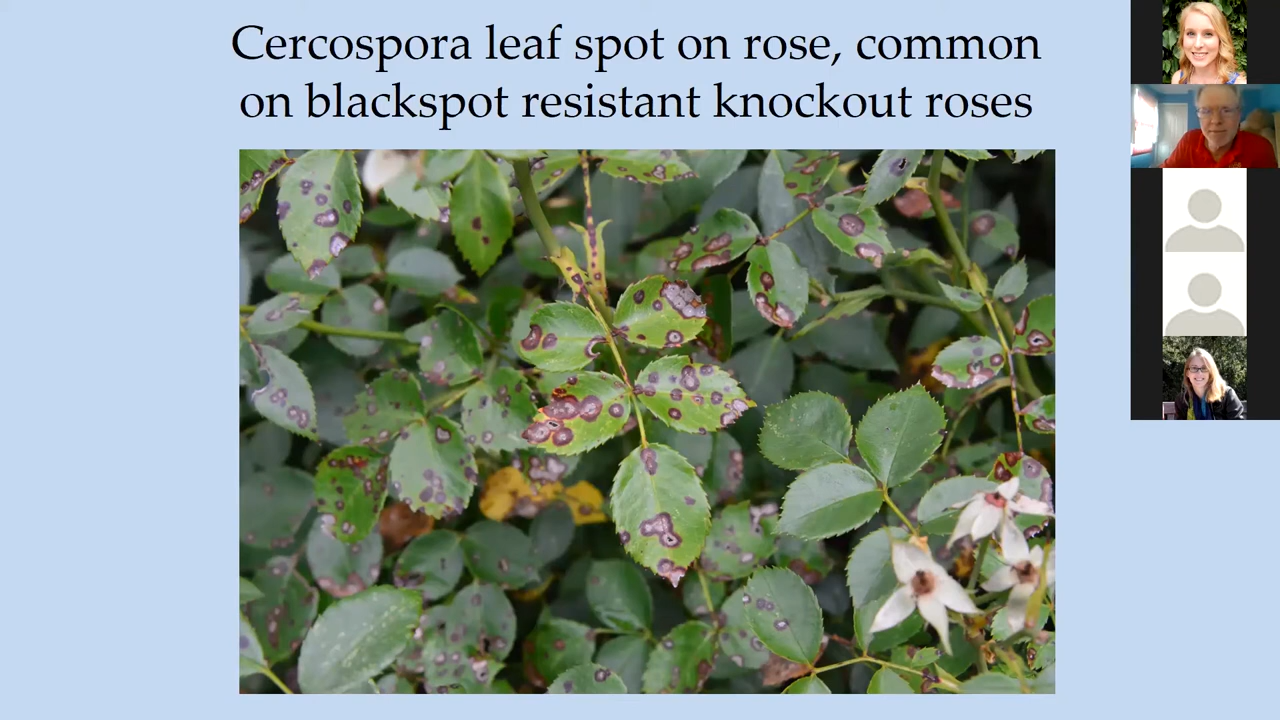 Cercospora leaf spot on rose, common
on blackspot resistant knockout roses